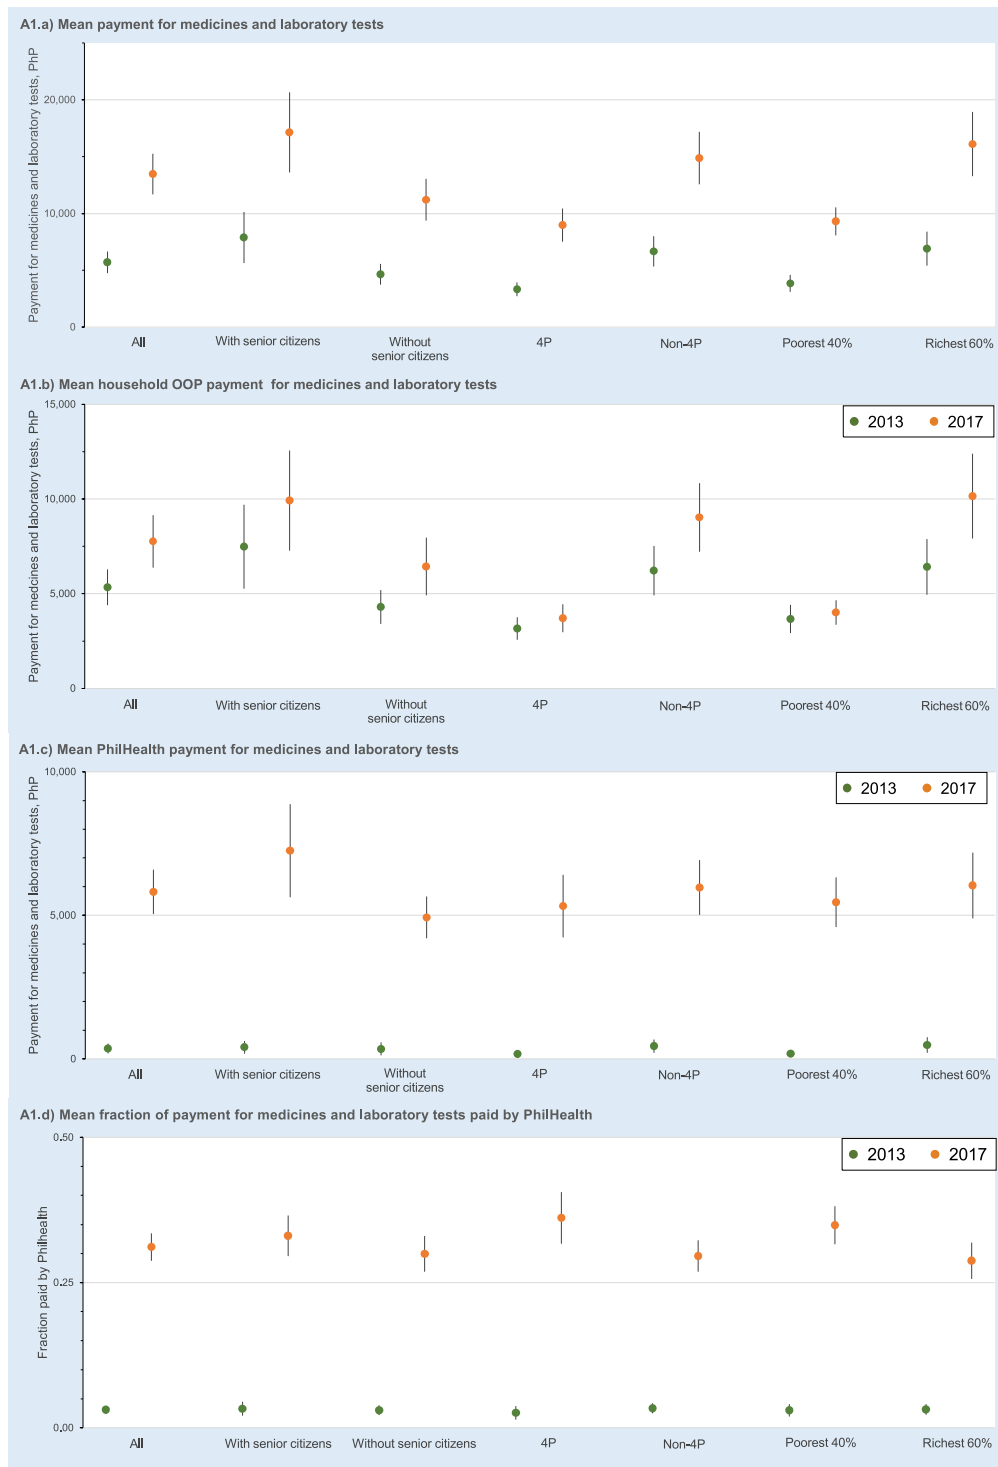 A1.a) Mean payment for medicines and laboratory tests
Payment for medicines and laboratory tests, PhP
20,000
10,000
0
All
With senior citizens
Without
senior citizens
4P
Non-4P
Poorest 40%
Richest 60%
A1.b) Mean household OOP payment for medicines and laboratory tests
Payment for medcines and laboratory tests, PhP
15,000
10,000
5,000
0
2013
2017
All
With senior citizens
Without
senior citizens
4P
Non-4P
Poorest 40%
Richest 60%
A1.c) Mean PhilHealth payment for medicines and laboratory tests
Payment for medicines and laboratory tests, PhP
10,000
5,000
0
2013
2017
All
With senior citizens
Without
senior citizens
4P
Non-4P
Poorest 40%
Richest 60%
A1.d) Mean fraction of payment for medicines and laboratory tests paid by PhilHealth
Fraction paid by Philhealth
0.50
0.25
0.00
2013
2017
All
With senior citizens
Without senior citizens
4P
Non-4P
Poorest 40%
Richest 60%